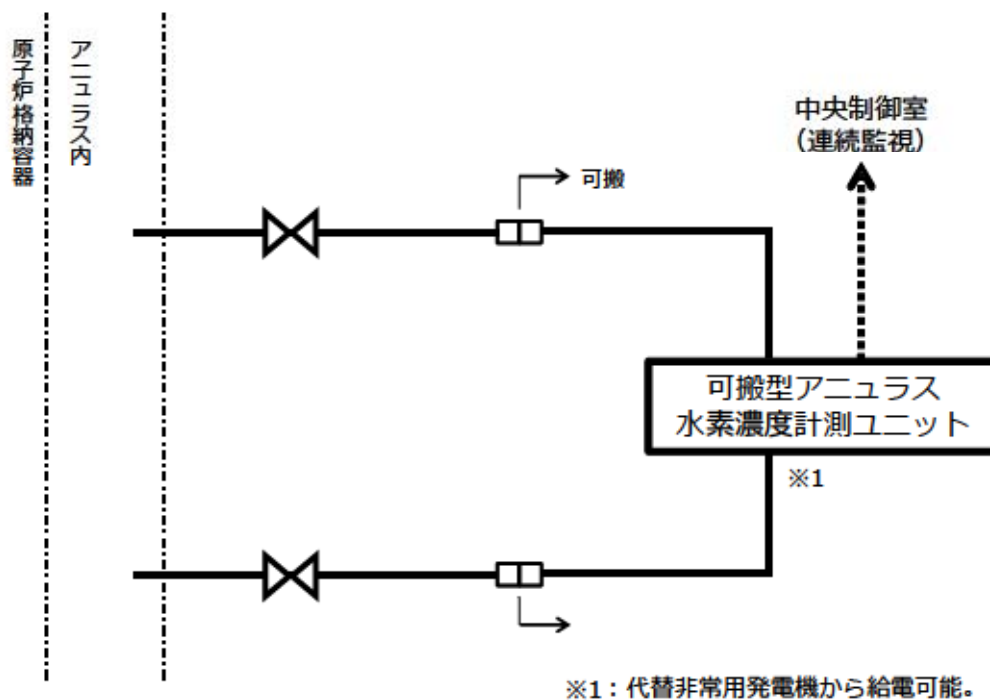 原子炉格納容器
アニュラス内
中央制御室
（連続監視）
可搬
可搬型アニュラス
水素濃度計測ユニット
※1
※1：代替非常用発電機から給電可能。